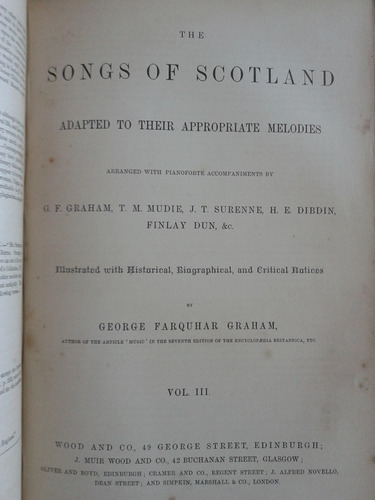 THE
SONGS OF SCOTLAND
ADAPTED TO THEIR APPROPRIATE MELODIES
ARRANGED WITH PIANOFORTE ACCOMPANIMENTS BY
G. F. GRAHAM, T. M. MUDIE, J. T. SURENNE, H. E. DIBDIN,
FINLAY DUN, &c.
Illustrated with Historical, Biographical, and Critical Notices
BY
GEORGE FARQUHAR GRAHAM,
AUTHOR OF THE ARTICLE "MUSIC" IN THE SEVENTH EDITION OF THE ENCYCLOPÆDIA BRITANNICA, ETC.
VOL. III.
WOOD AND CO., 49 GEORGE STREET, EDINBURGH;
J. MUIR WOOD AND CO., 42 BUCHANAN STREET, GLASGOW;
OLIVER AND BOYD, EDINBURGH; CRAMER AND CO., REGENT STREET; J. ALFRED NOVELLO,
DEAN STREET; AND SIMPKIN, MARSHALL & CO., LONDON.